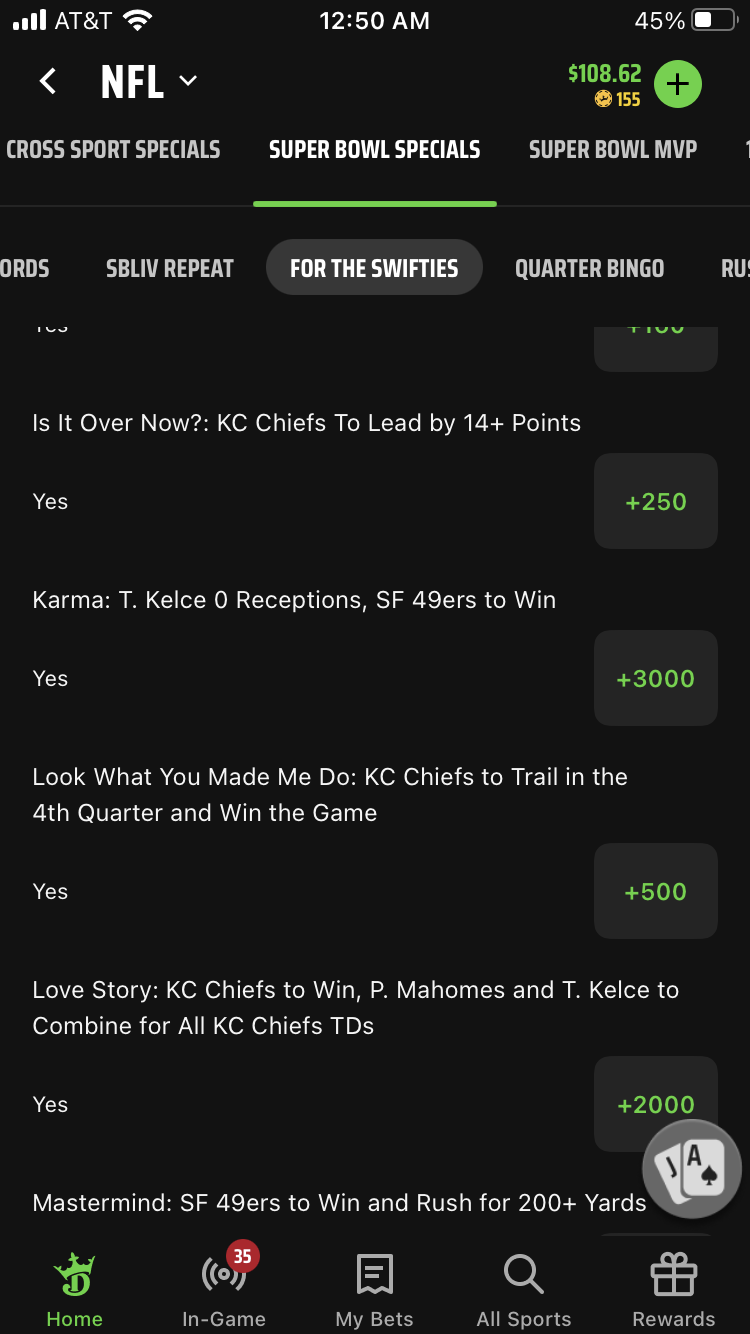 AT&T 12:50 AM 45%
NFL $108.62
155
CROSS SPORT SPECIALS SUPER BOWL SPECIALS SUPER BOWL MVP
ORDS SBLIV REPEAT FOR THE SWIFTIES QUARTER BINGO RUS
Yes
Is It Over Now?: KC Chiefs To Lead by 14+ Points
Yes +250
Karma: T. Kelce 0 Receptions, SF 49ers to Win
Yes +3000
Look What You Made Me Do: KC Chiefs to Trail in the
4th Quarter and Win the Game
Yes +500
Love Story: KC Chiefs to Win, P. Mahomes and T. Kelce to
Combine for All KC Chiefs TDs
Yes +2000
J A
Mastermind: SF 49ers to Win and Rush for 200+ Yards
35
Home In-Game My Bets All Sports Rewards